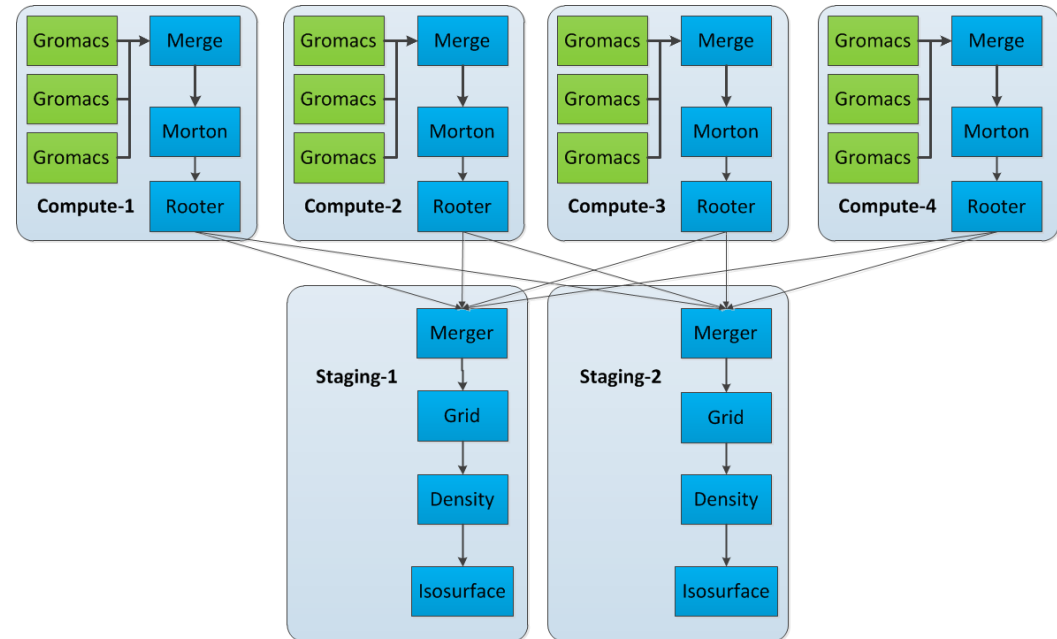 Gromacs
Merge
Gromacs
Merge
Gromacs
Merge
Gromacs
Merge
Gromacs
Gromacs
Gromacs
Gromacs
Morton
Morton
Morton
Morton
Gromacs
Gromacs
Gromacs
Gromacs
Compute-1
Rooter
Compute-2
Rooter
Compute-3
Rooter
Compute-4
Rooter
Merger
Merger
Staging-1
Staging-2
Grid
Grid
Density
Density
Isosurface
Isosurface